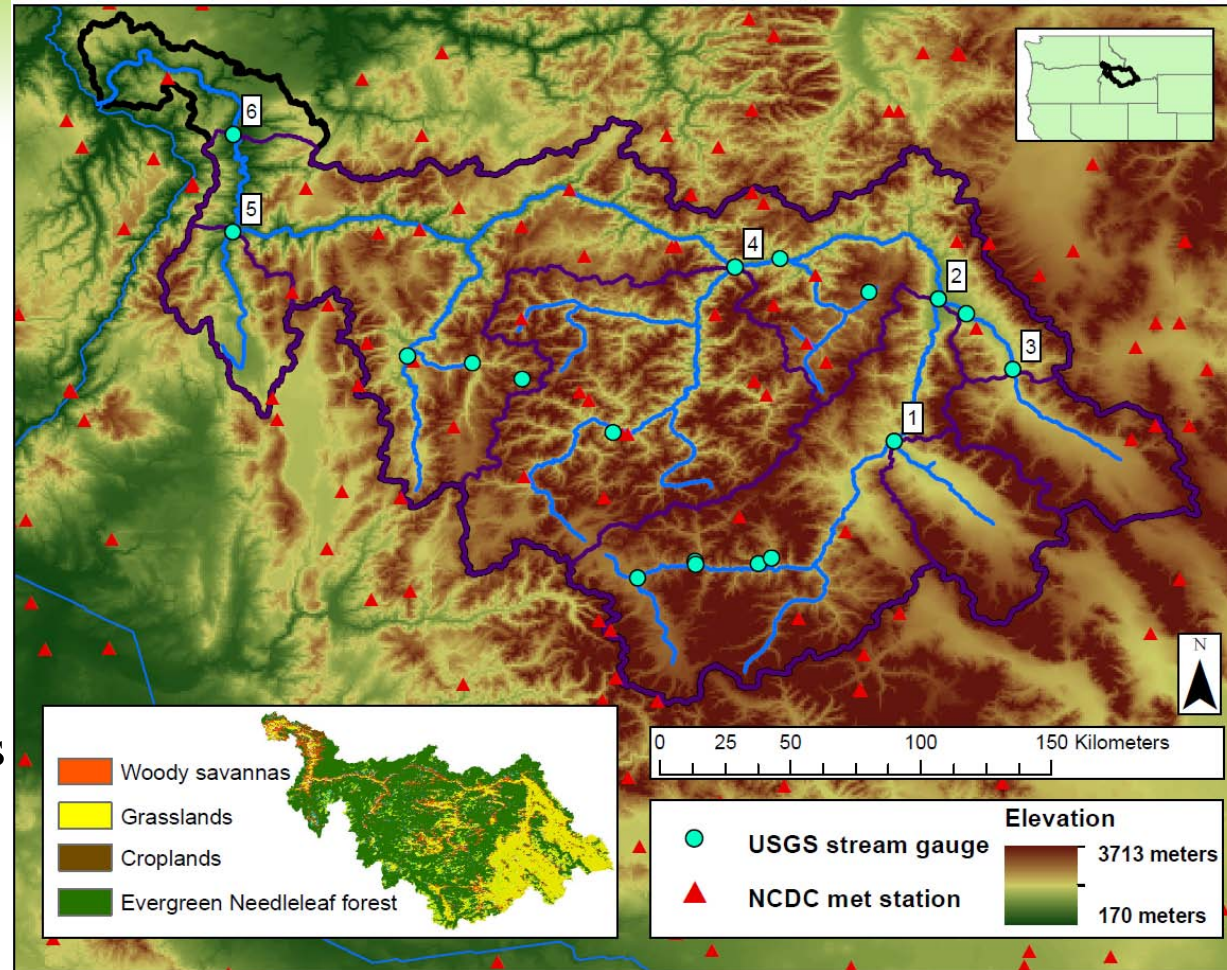 6
5
4
2
3
1
N
0 25 50 100 150 Kilometers
Woody savannas
Grasslands
Croplands
Evergreen Needleleaf forest
s
USGS stream gauge
NCDC met station
Elevation
3713 meters
170 meters